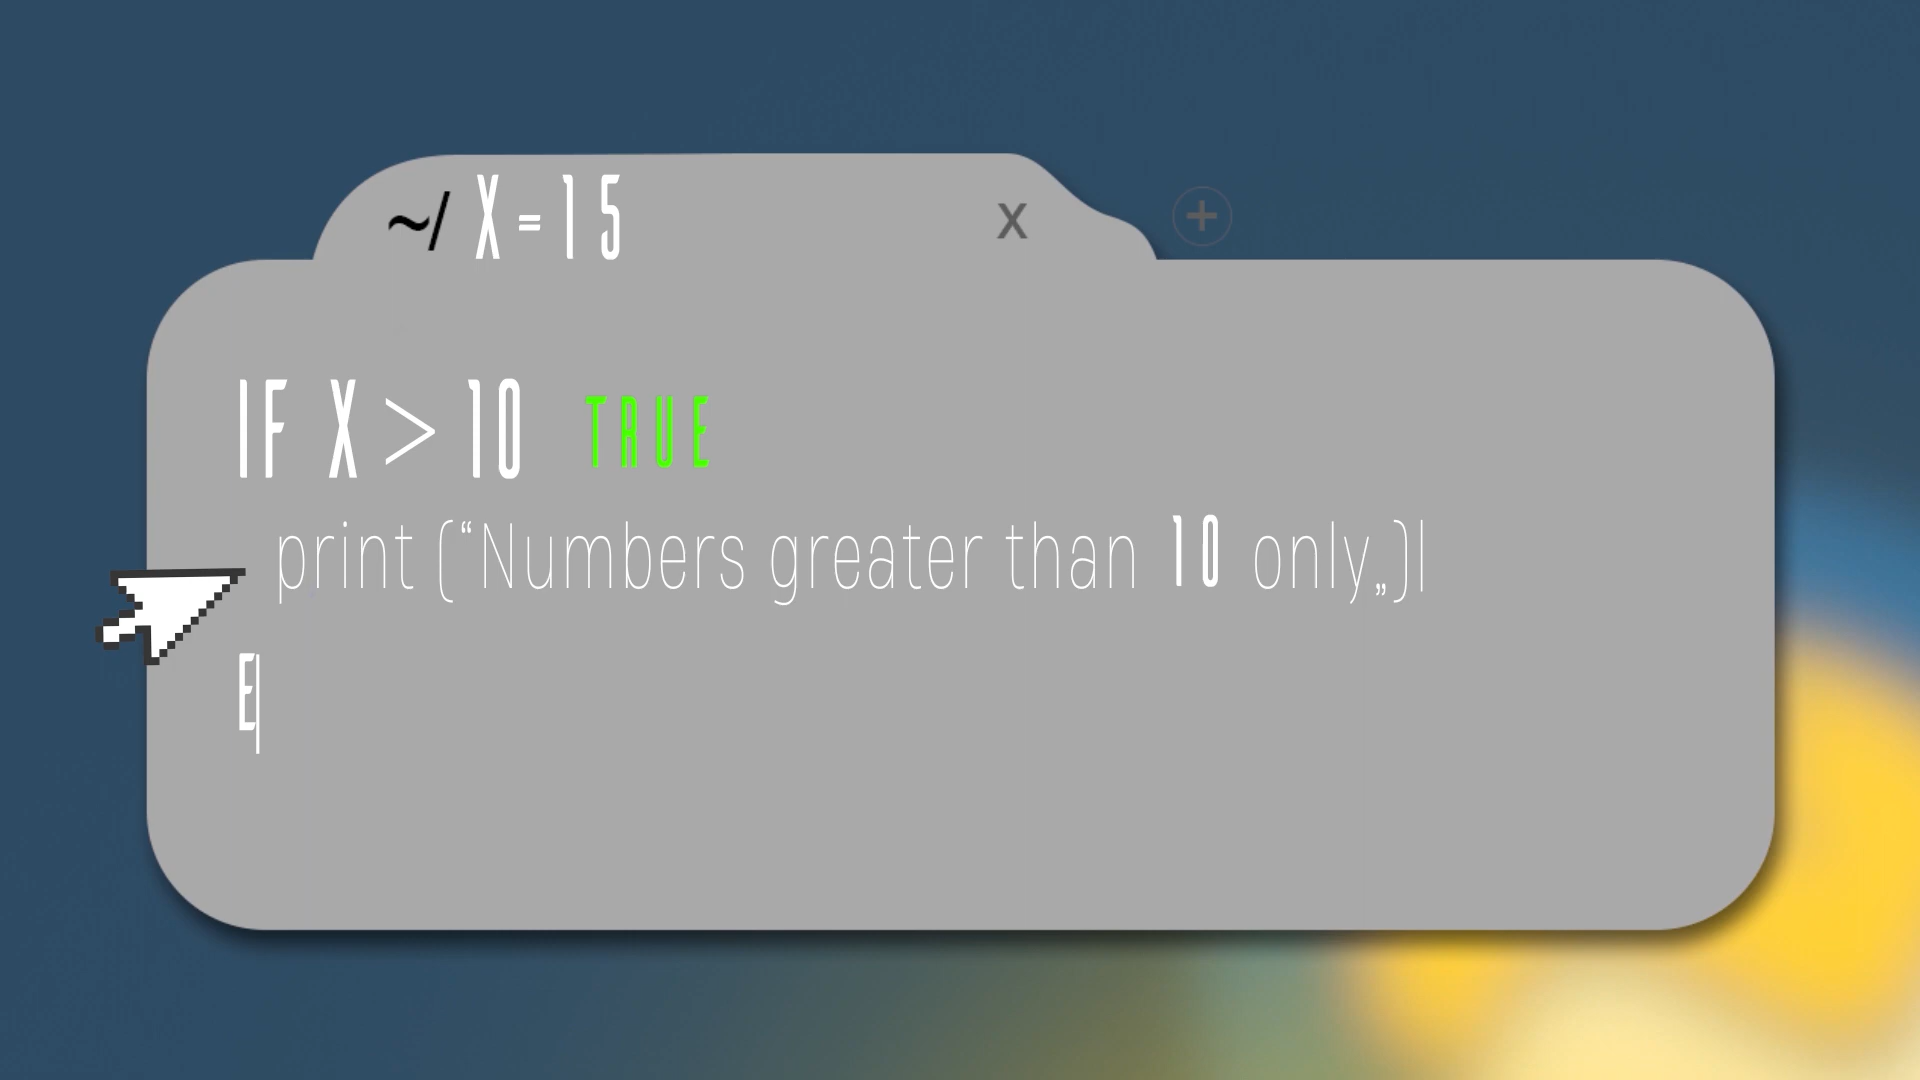 ~/ X = 15 X +
IF X > 10 TRUE
print (“Numbers greater than 10 only„)|
E|